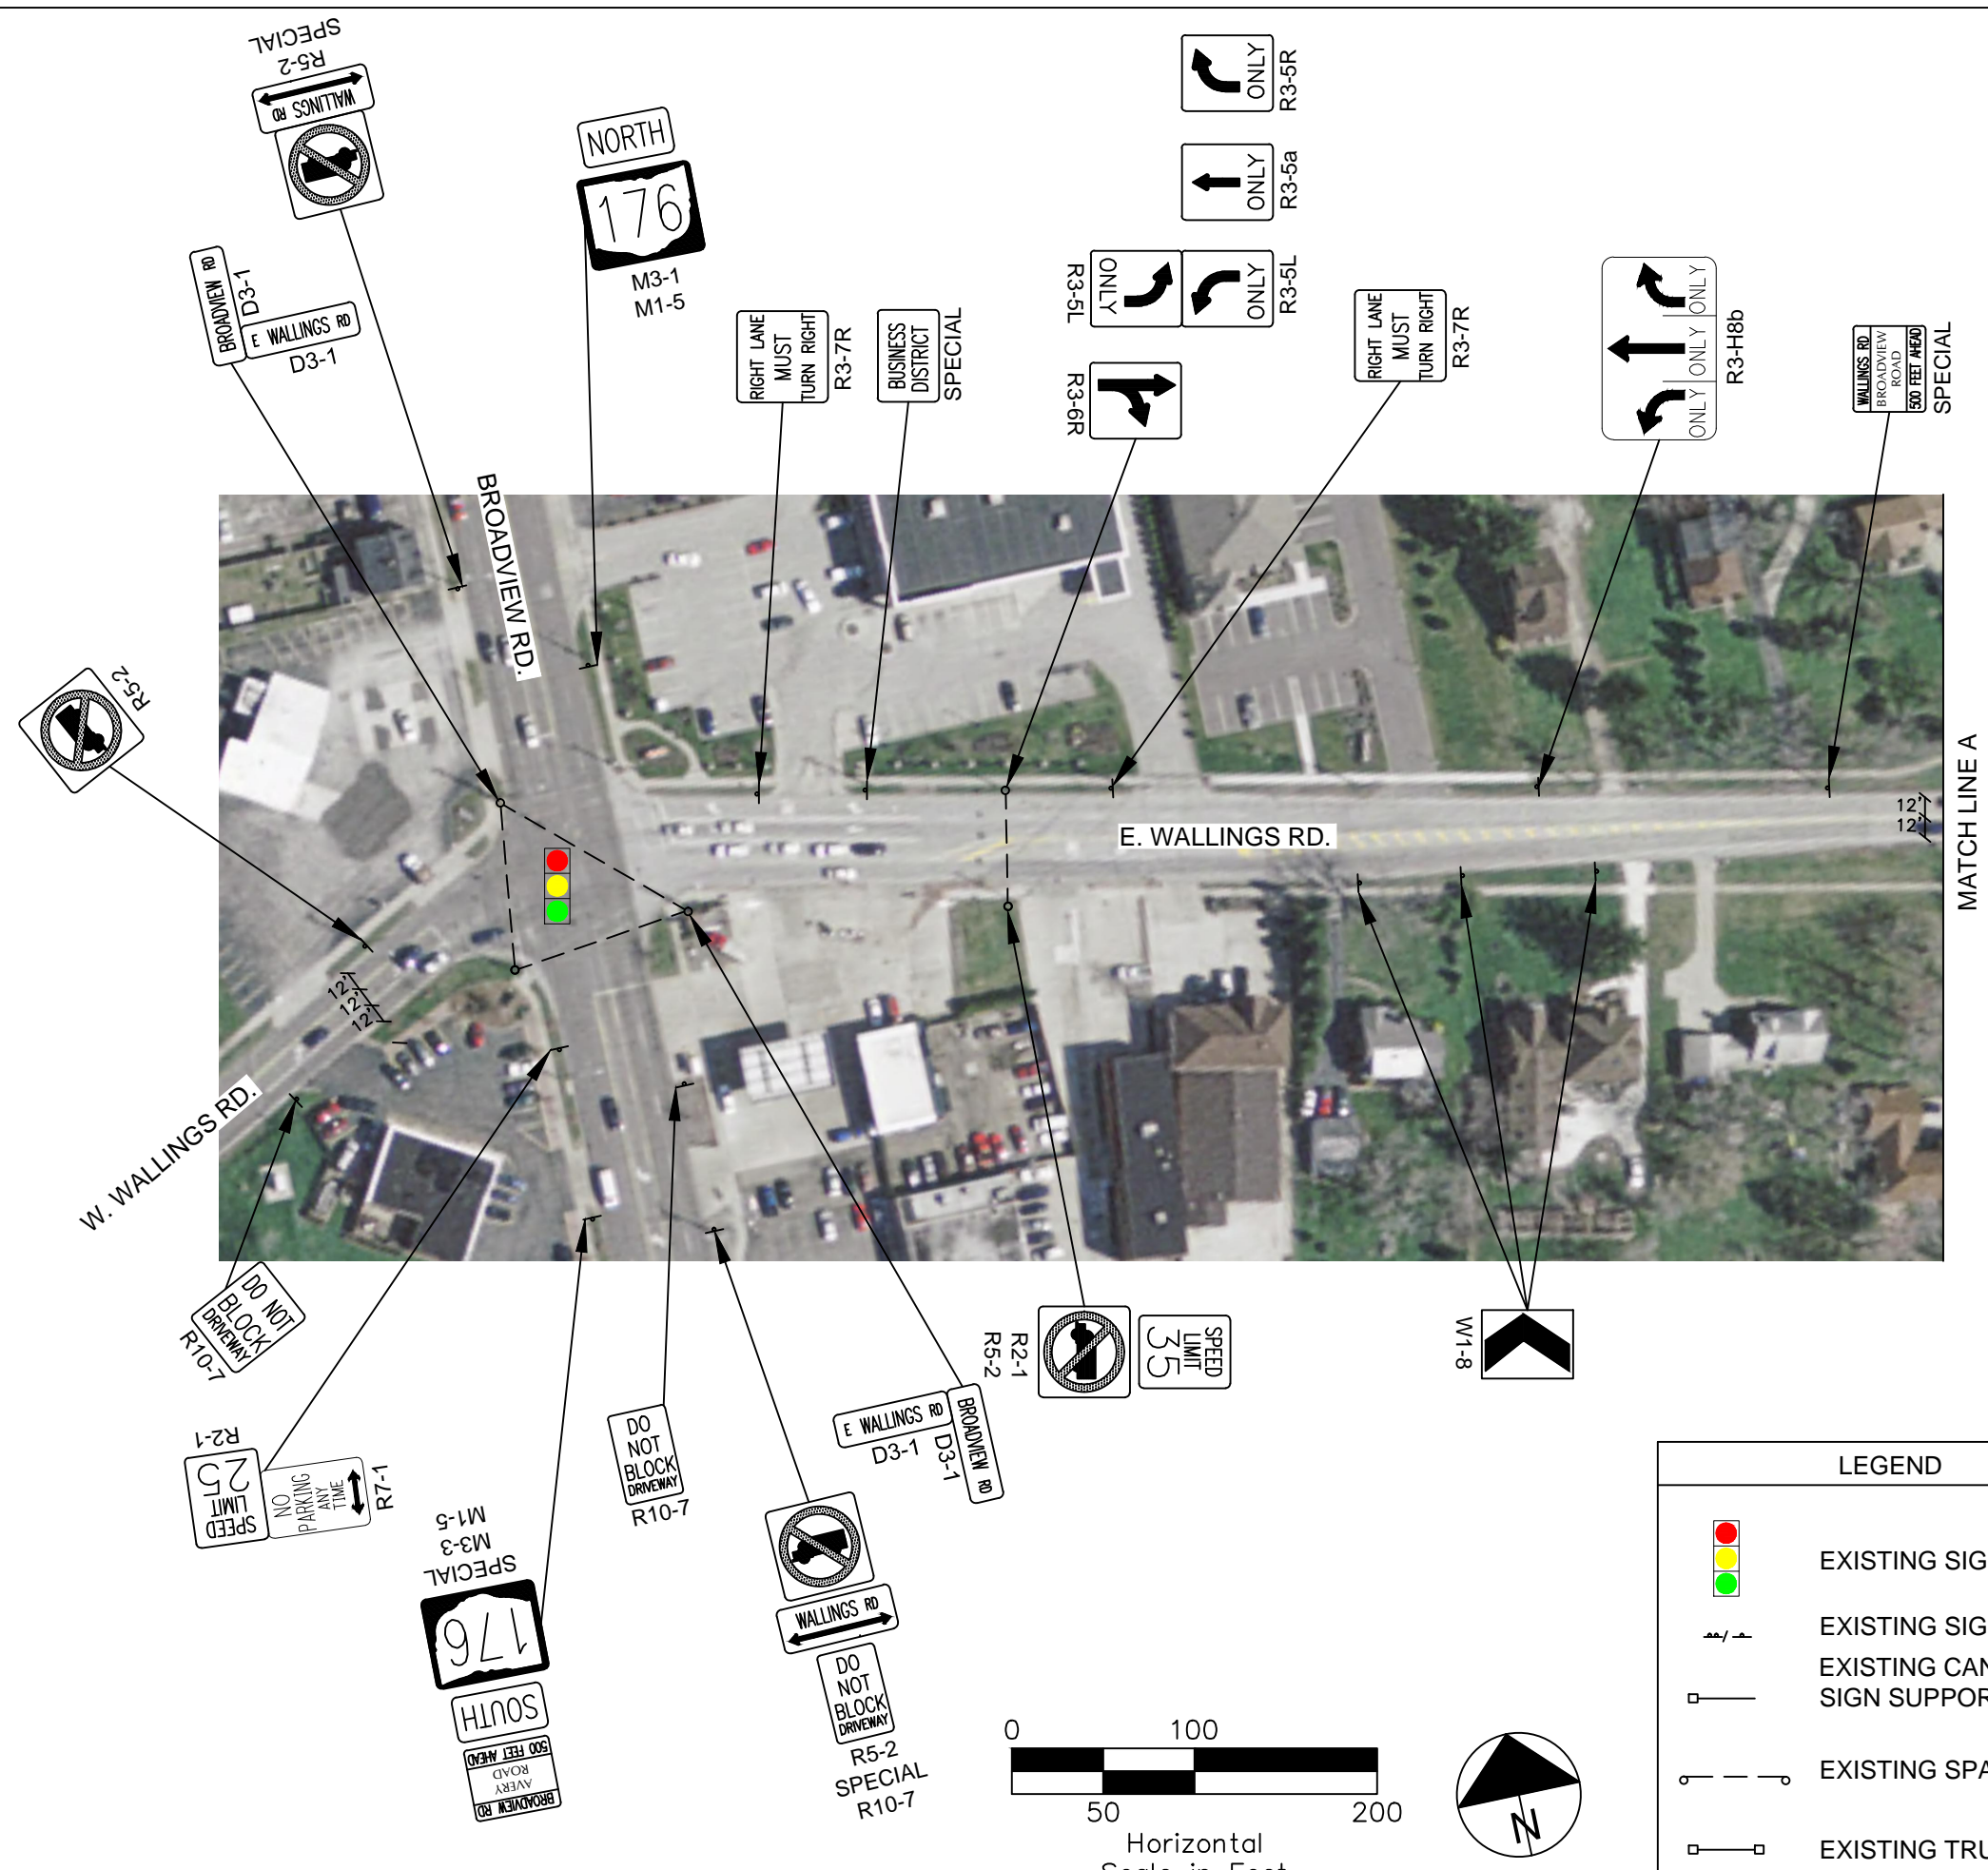 SPECIAL
R5-2
WALLINGS RD
BROADVIEW RD
D3-1
E WALLINGS RD
D3-1
NORTH
176
M3-1
M1-5
RIGHT LANE
MUST
TURN RIGHT
R3-7R
BUSINESS
DISTRICT
SPECIAL
ONLY
R3-5R
ONLY
R3-5a
ONLY
R3-5L
ONLY
R3-5L
R3-6R
RIGHT LANE
MUST
TURN RIGHT
R3-7R
ONLY ONLY ONLY
R3-H8b
WALLINGS RD
BROADVIEW
ROAD
500 FEET AHEAD
SPECIAL
BROADVIEW RD.
R5-2
E. WALLINGS RD.
12'
12'
MATCH LINE A
12'
12'
12'
W. WALLINGS RD.
DO NOT
BLOCK
DRIVEWAY
R10-7
R2-1
SPEED
LIMIT
25
NO
PARKING
ANY
TIME
R7-1
M1-5
M3-3
SPECIAL
176
SOUTH
BROADVIEW RD
AVERY
ROAD
500 FEET AHEAD
DO
NOT
BLOCK
DRIVEWAY
R10-7
WALLINGS RD
DO
NOT
BLOCK
DRIVEWAY
R5-2
SPECIAL
R10-7
E WALLINGS RD
D3-1
BROADVIEW RD
D3-1
SPEED
LIMIT
35
R2-1
R5-2
W1-8
0 100
50 200
Horizontal
Scale in Feet
N
LEGEND
EXISTING SIG
EXISTING SIG
EXISTING CAN
SIGN SUPPOR
EXISTING SPA
EXISTING TRU